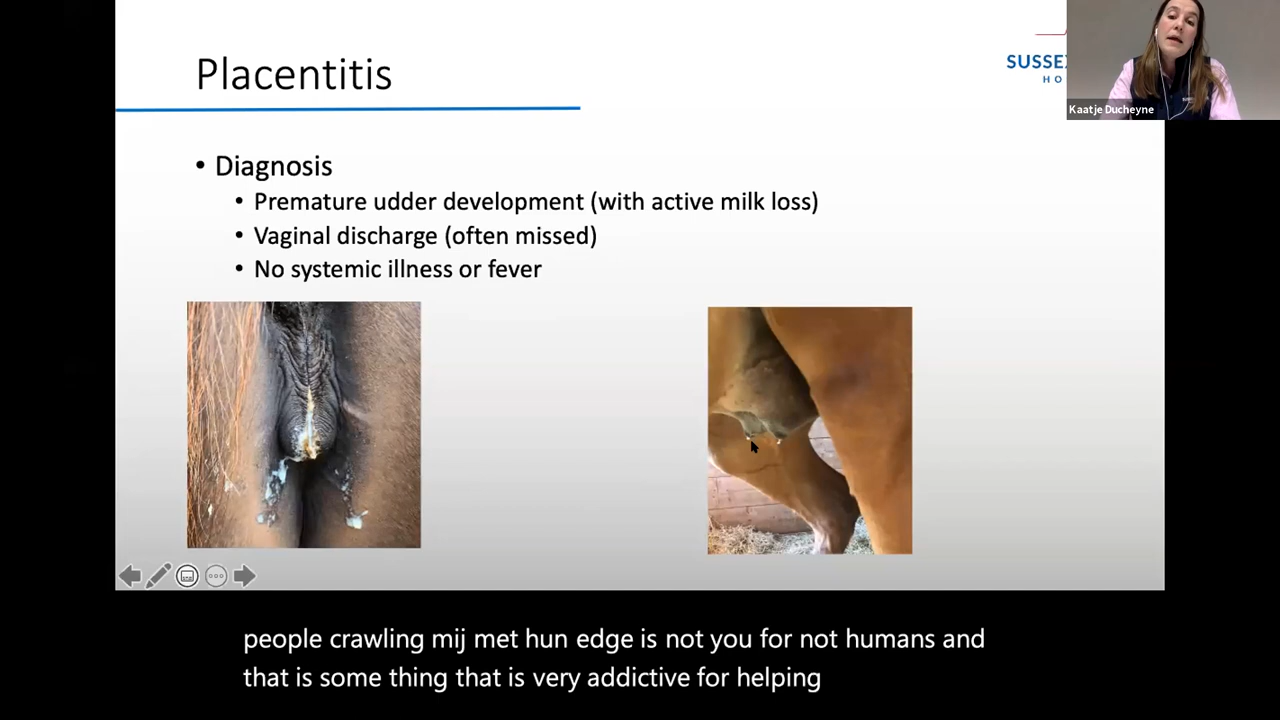 Placentitis
SUSSE
HO
Kaatje Ducheyne
• Diagnosis
• Premature udder development (with active milk loss)
• Vaginal discharge (often missed)
• No systemic illness or fever
people crawling mij met hun edge is not you for not humans and
that is some thing that is very addictive for helping